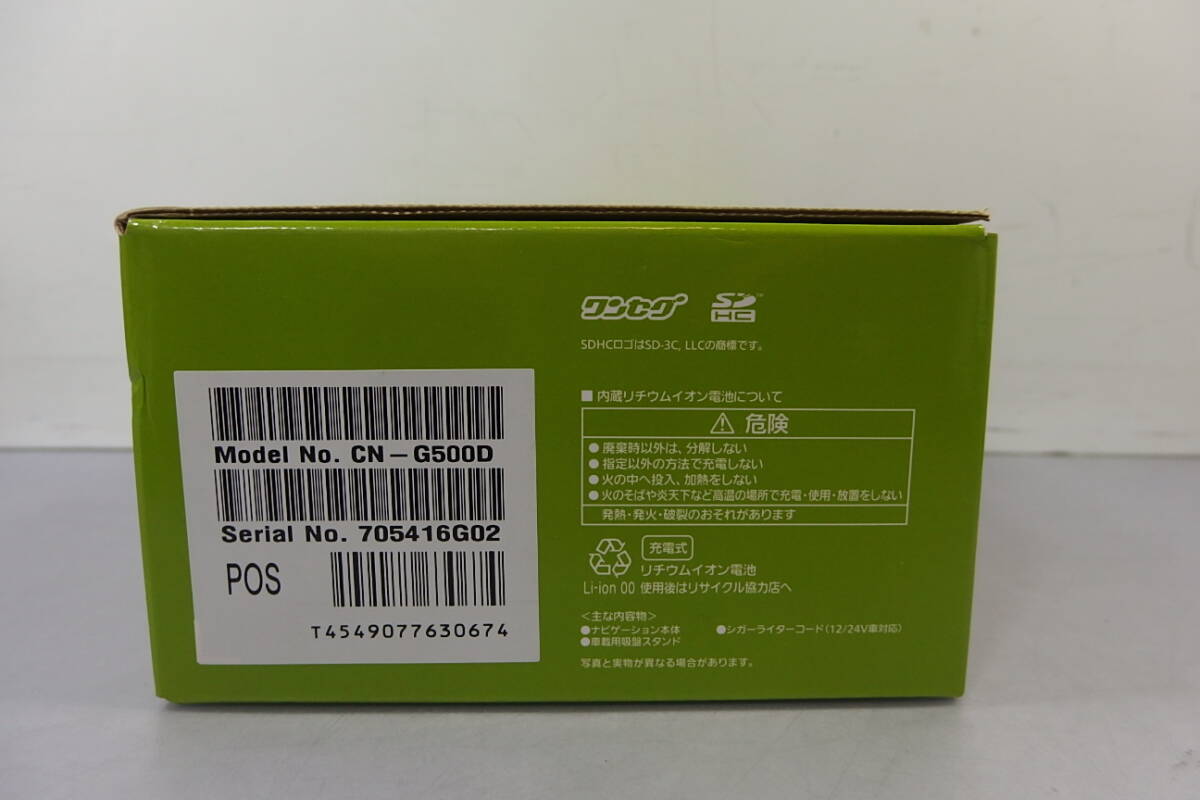 Model No. CN－G500D
Serial No. 705416G02
POS
T4549077630674
ワンセグ
SD HC
SDHCロゴはSD-3C, LLCの商標です。
■ 内蔵リチウムイオン電池について
⚠ 危険
●廃棄時以外は、分解しない
●指定以外の方法で充電しない
●火の中へ投入、加熱をしない
●火のそばや炎天下など高温の場所で充電・使用・放置をしない
発熱・発火・破裂のおそれがあります
充電式
リチウムイオン電池
Li-ion 00 使用後はリサイクル協力店へ
＜主な内容物＞
●ナビゲーション本体 ●シガーライターコード（12/24V車対応）
●車載用吸盤スタンド
写真と実物が異なる場合があります。